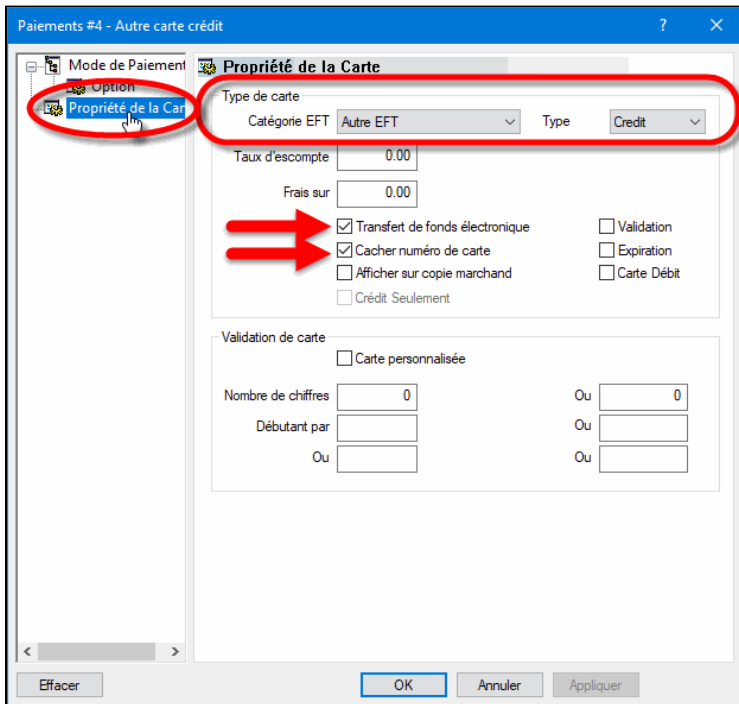 Paiements #4 - Autre carte crédit ? ✕
Mode de Paiement
Option
Propriété de la Car
Propriété de la Carte
Type de carte
Catégorie EFT Autre EFT Type Credit
Taux d'escompte 0.00
Frais sur 0.00
Transfert de fonds électronique Validation
Cacher numéro de carte Expiration
Afficher sur copie marchand Carte Débit
Crédit Seulement
Validation de carte
Carte personnalisée
Nombre de chiffres 0 Ou 0
Débutant par Ou
Ou Ou
Effacer OK Annuler Appliquer